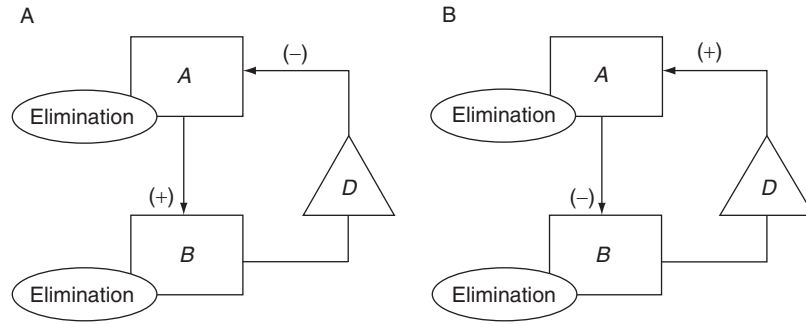 A
(−)
A
Elimination
D
(+)
B
Elimination
B
(+)
A
Elimination
D
(−)
B
Elimination